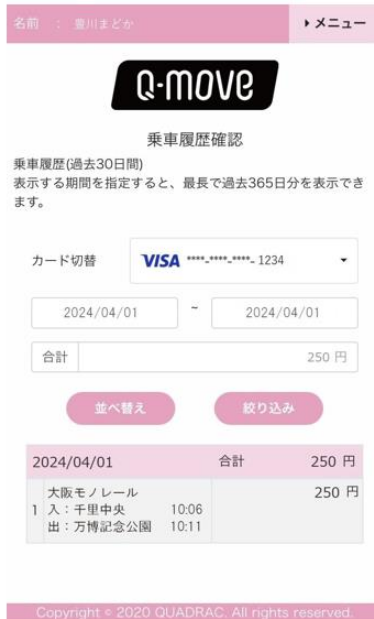 名前 : 豊川まどか
メニュー
Q-move
乗車履歴確認
乗車履歴(過去30日間)
表示する期間を指定すると、最長で過去365日分を表示でき
ます。
カード切替 VISA ****-****-****- 1234
2024/04/01 ~ 2024/04/01
合計 250 円
並べ替え 絞り込み
2024/04/01 合計 250 円
大阪モノレール 250 円
1 入:千里中央 10:06
出:万博記念公園 10:11
Copyright © 2020 QUADRAC. All rights reserved.